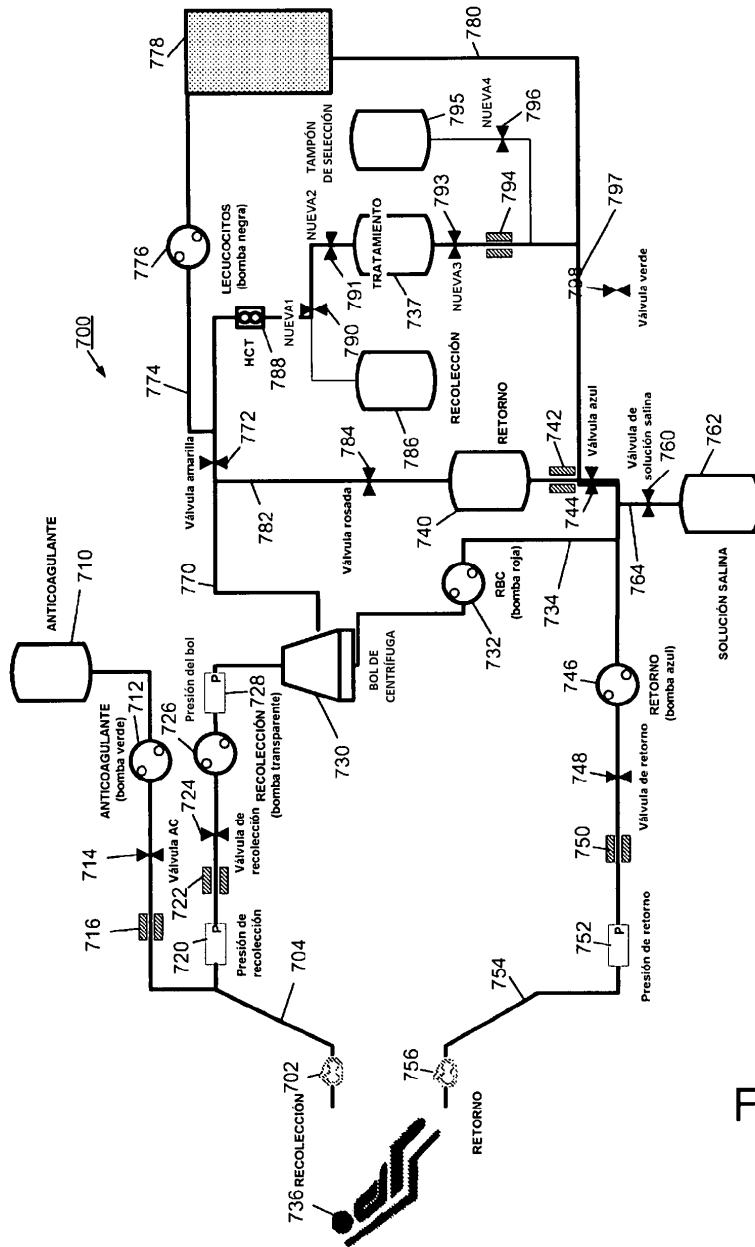 700
ANTICOAGULANTE
710
712
ANTICOAGULANTE
(bomba verde)
714
Válvula AC
716
Presión del bol
P
728
726
RECOLECCIÓN
(bomba transparente)
724
Válvula de
recolección
722
720
P
Presión de
recolección
704
702
RECOLECCIÓN
736
730
BOL DE
CENTRÍFUGA
770
Válvula amarilla
772
774
776
LECUCOCITOS
(bomba negra)
778
780
HCT
788
NUEVA1
790
NUEVA2
791
TRATAMIENTO
737
NUEVA3
793
794
TAMPÓN
DE SELECCIÓN
795
NUEVA4
796
797
798
Válvula verde
786
RECOLECCIÓN
782
784
Válvula rosada
RETORNO
740
742
744
Válvula azul
Válvula de
solución salina
760
762
764
SOLUCIÓN SALINA
732
RBC
(bomba roja)
734
746
RETORNO
(bomba azul)
748
Válvula de retorno
750
752
P
Presión de retorno
754
756
RETORNO
F